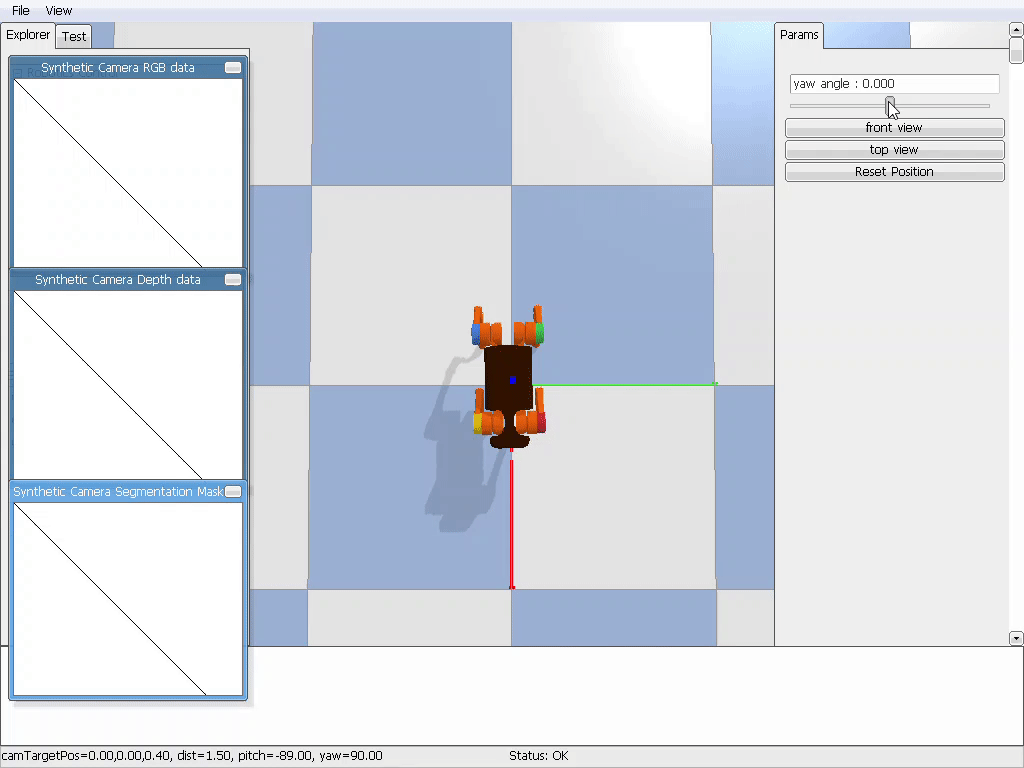 File View
Explorer Test
Synthetic Camera RGB data
Synthetic Camera Depth data
Synthetic Camera Segmentation Mask
Params
yaw angle : 0.000
front view
top view
Reset Position
camTargetPos=0.00,0.00,0.40, dist=1.50, pitch=-89.00, yaw=90.00 Status: OK